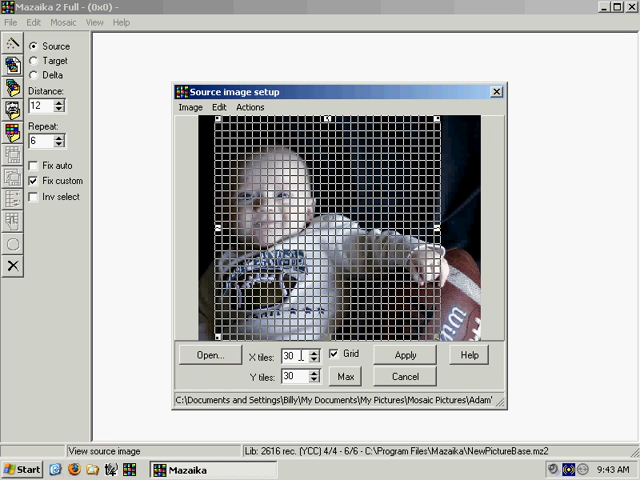 Mazaika 2 Full - (0x0) -
File Edit Mosaic View Help
Source
Target
Delta
Distance:
12
Repeat:
6
Fix auto
Fix custom
Inv select
Source image setup
Image Edit Actions
Open...
X tiles: 30
Grid
Apply
Help
Y tiles: 30
Max
Cancel
C:\Documents and Settings\Billy\My Documents\My Pictures\Mosaic Pictures\Adam'
View source image
Lib: 2616 rec. (YCC) 4/4 - 6/6 - C:\Program Files\Mazaika\NewPictureBase.mz2
Start
Mazaika
9:43 AM